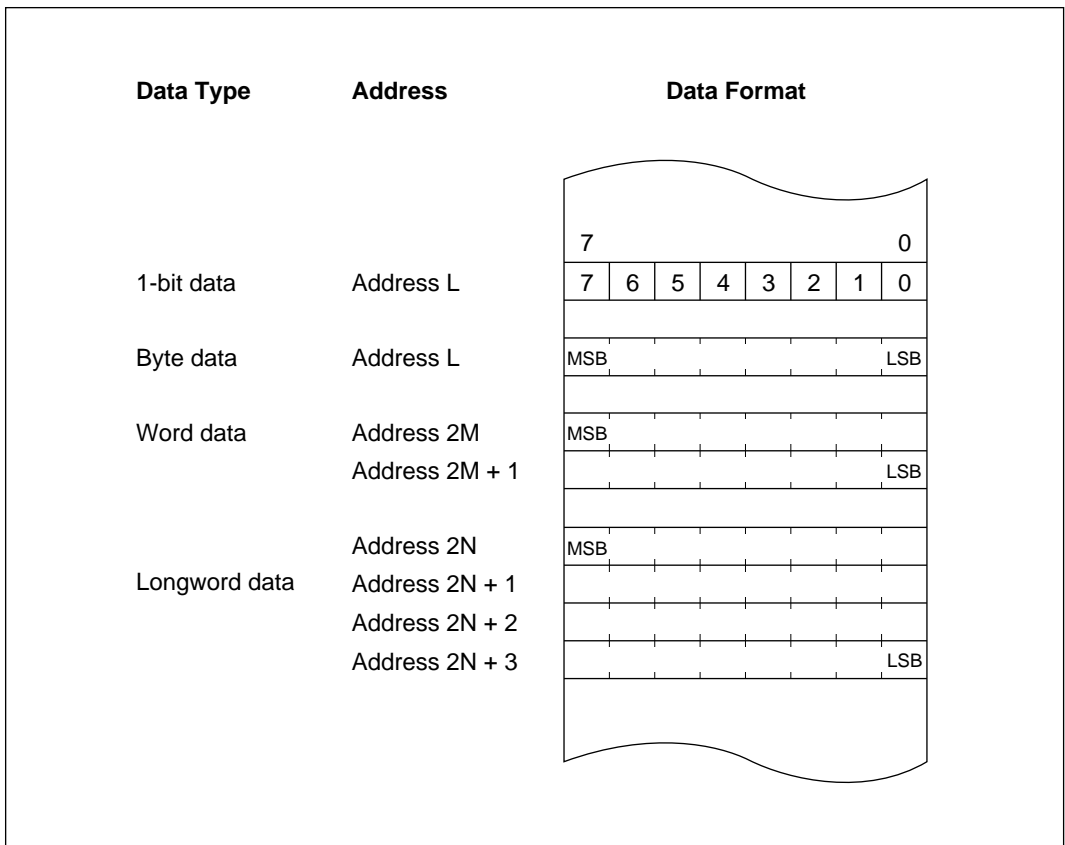 Data Type Address Data Format
7 0
1-bit data Address L 7 6 5 4 3 2 1 0
Byte data Address L MSB LSB
Word data Address 2M MSB
Address 2M + 1 LSB
Address 2N MSB
Longword data Address 2N + 1
Address 2N + 2
Address 2N + 3 LSB